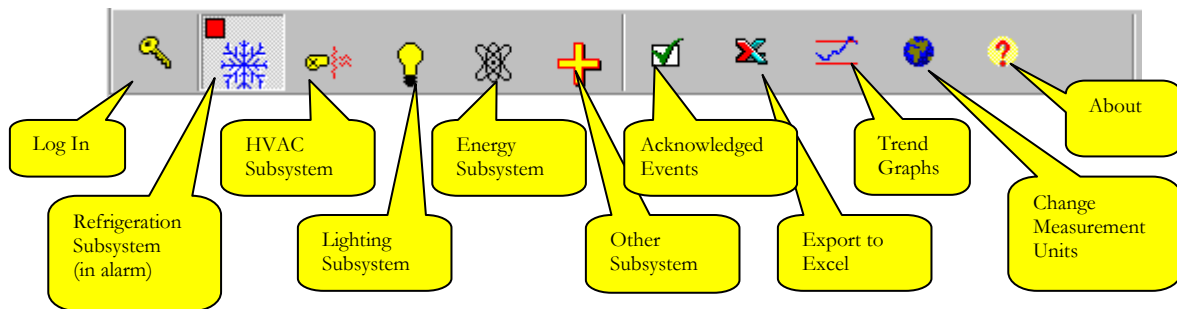 Log In
Refrigeration
Subsystem
(in alarm)
HVAC
Subsystem
Lighting
Subsystem
Energy
Subsystem
Other
Subsystem
Acknowledged
Events
Export to
Excel
Trend
Graphs
Change
Measurement
Units
About